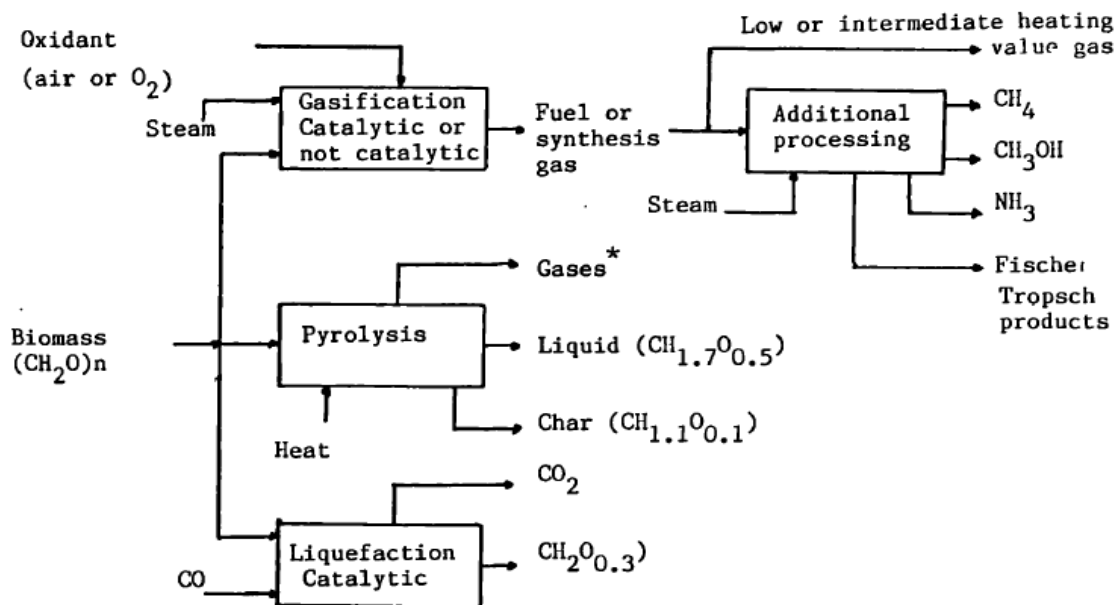 Oxidant
(air or O₂)
Steam
Gasification
Catalytic or
not catalytic
Fuel or
synthesis
gas
Low or intermediate heating
value gas
Additional
processing
CH₄
CH₃OH
Steam
NH₃
Fischer
Tropsch
products
Biomass
(CH₂O)n
Pyrolysis
Gases*
Liquid (CH₁.₇O₀.₅)
Char (CH₁.₁O₀.₁)
Heat
CO₂
Liquefaction
Catalytic
CH₂O₀.₃)
CO